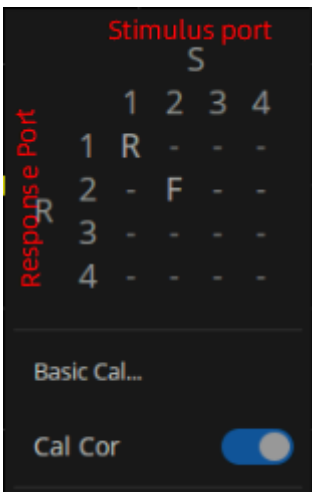 Stimulus port
S
1 2 3 4
Response Port
R
1 R - - -
2 - F - -
3 - - - -
4 - - - -
Basic Cal...
Cal Cor